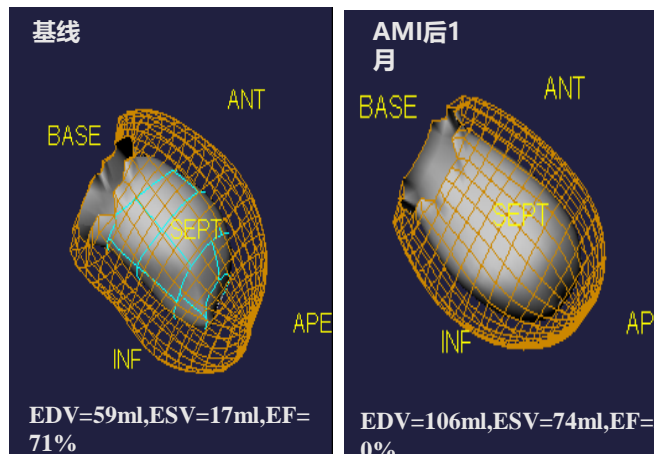 基线
ANT
BASE
SEPT
APE
INF
EDV=59ml,ESV=17ml,EF=
71%
AMI后1
月
ANT
BASE
SEPT
AP
INF
EDV=106ml,ESV=74ml,EF=
0%